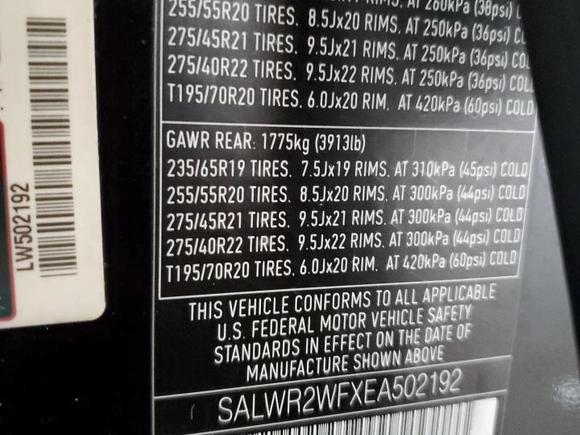 AT 260kPa (38psi)
255/55R20 TIRES, 8.5Jx20 RIMS, AT 250kPa (36psi)
275/45R21 TIRES, 9.5Jx21 RIMS, AT 250kPa (36psi)
275/40R22 TIRES, 9.5Jx22 RIMS, AT 250kPa (36psi) COL
T195/70R20 TIRES, 6.0Jx20 RIM, AT 420kPa (60psi) COLD
GAWR REAR: 1775kg (3913lb)
235/65R19 TIRES, 7.5Jx19 RIMS, AT 310kPa (45psi) COLD
255/55R20 TIRES, 8.5Jx20 RIMS, AT 300kPa (44psi) COLD
275/45R21 TIRES, 9.5Jx21 RIMS, AT 300kPa (44psi) COLD
275/40R22 TIRES, 9.5Jx22 RIMS, AT 300kPa (44psi) COLD
T195/70R20 TIRES, 6.0Jx20 RIM, AT 420kPa (60psi) COLD
THIS VEHICLE CONFORMS TO ALL APPLICABLE
U.S. FEDERAL MOTOR VEHICLE SAFETY
STANDARDS IN EFFECT ON THE DATE OF
MANUFACTURE SHOWN ABOVE
SALWR2WFXEA502192
LW502192